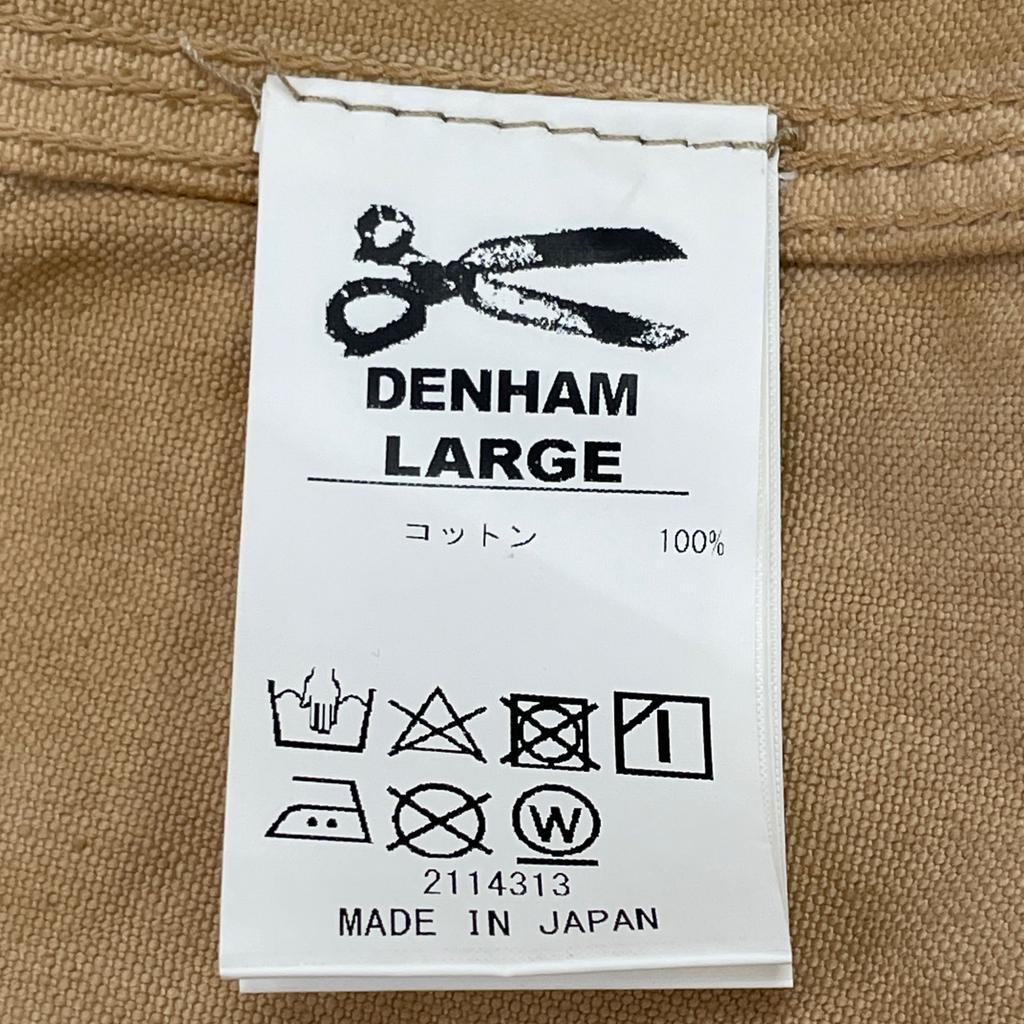 DENHAM
LARGE
コットン 100%
W
2114313
MADE IN JAPAN